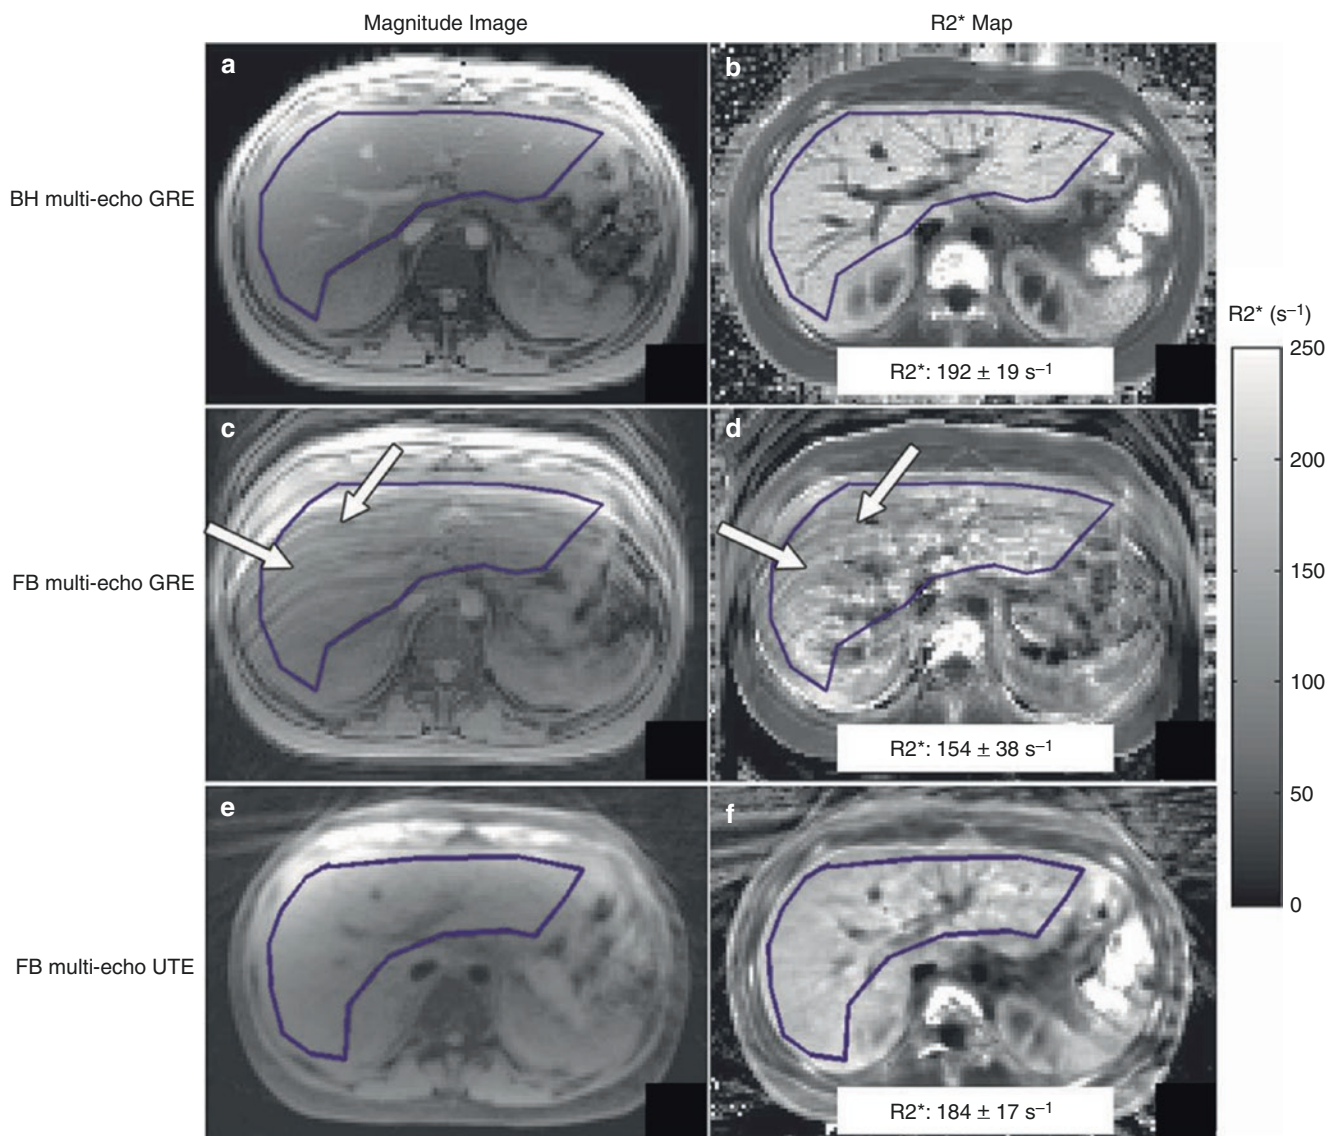 Magnitude Image
R2* Map
a
b
BH multi-echo GRE
R2*: 192 ± 19 s⁻¹
c
d
FB multi-echo GRE
R2*: 154 ± 38 s⁻¹
e
f
FB multi-echo UTE
R2*: 184 ± 17 s⁻¹
R2* (s⁻¹)
250
200
150
100
50
0